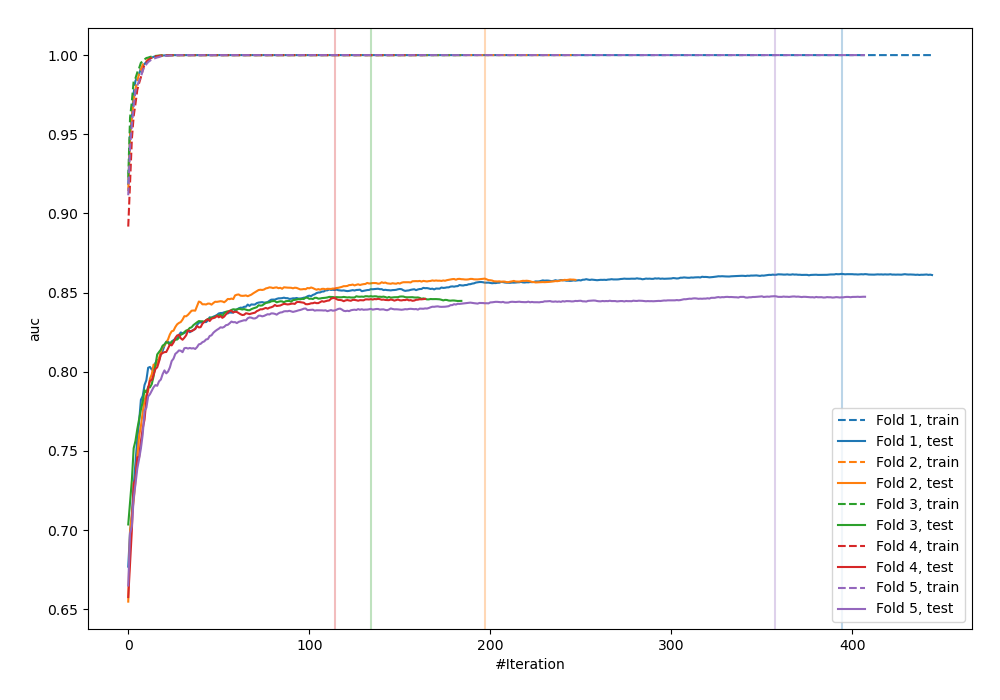 1.00
0.95
0.90
0.85
0.80
0.75
0.70
0.65
auc
0
100
200
300
400
#Iteration
Fold 1, train
Fold 1, test
Fold 2, train
Fold 2, test
Fold 3, train
Fold 3, test
Fold 4, train
Fold 4, test
Fold 5, train
Fold 5, test